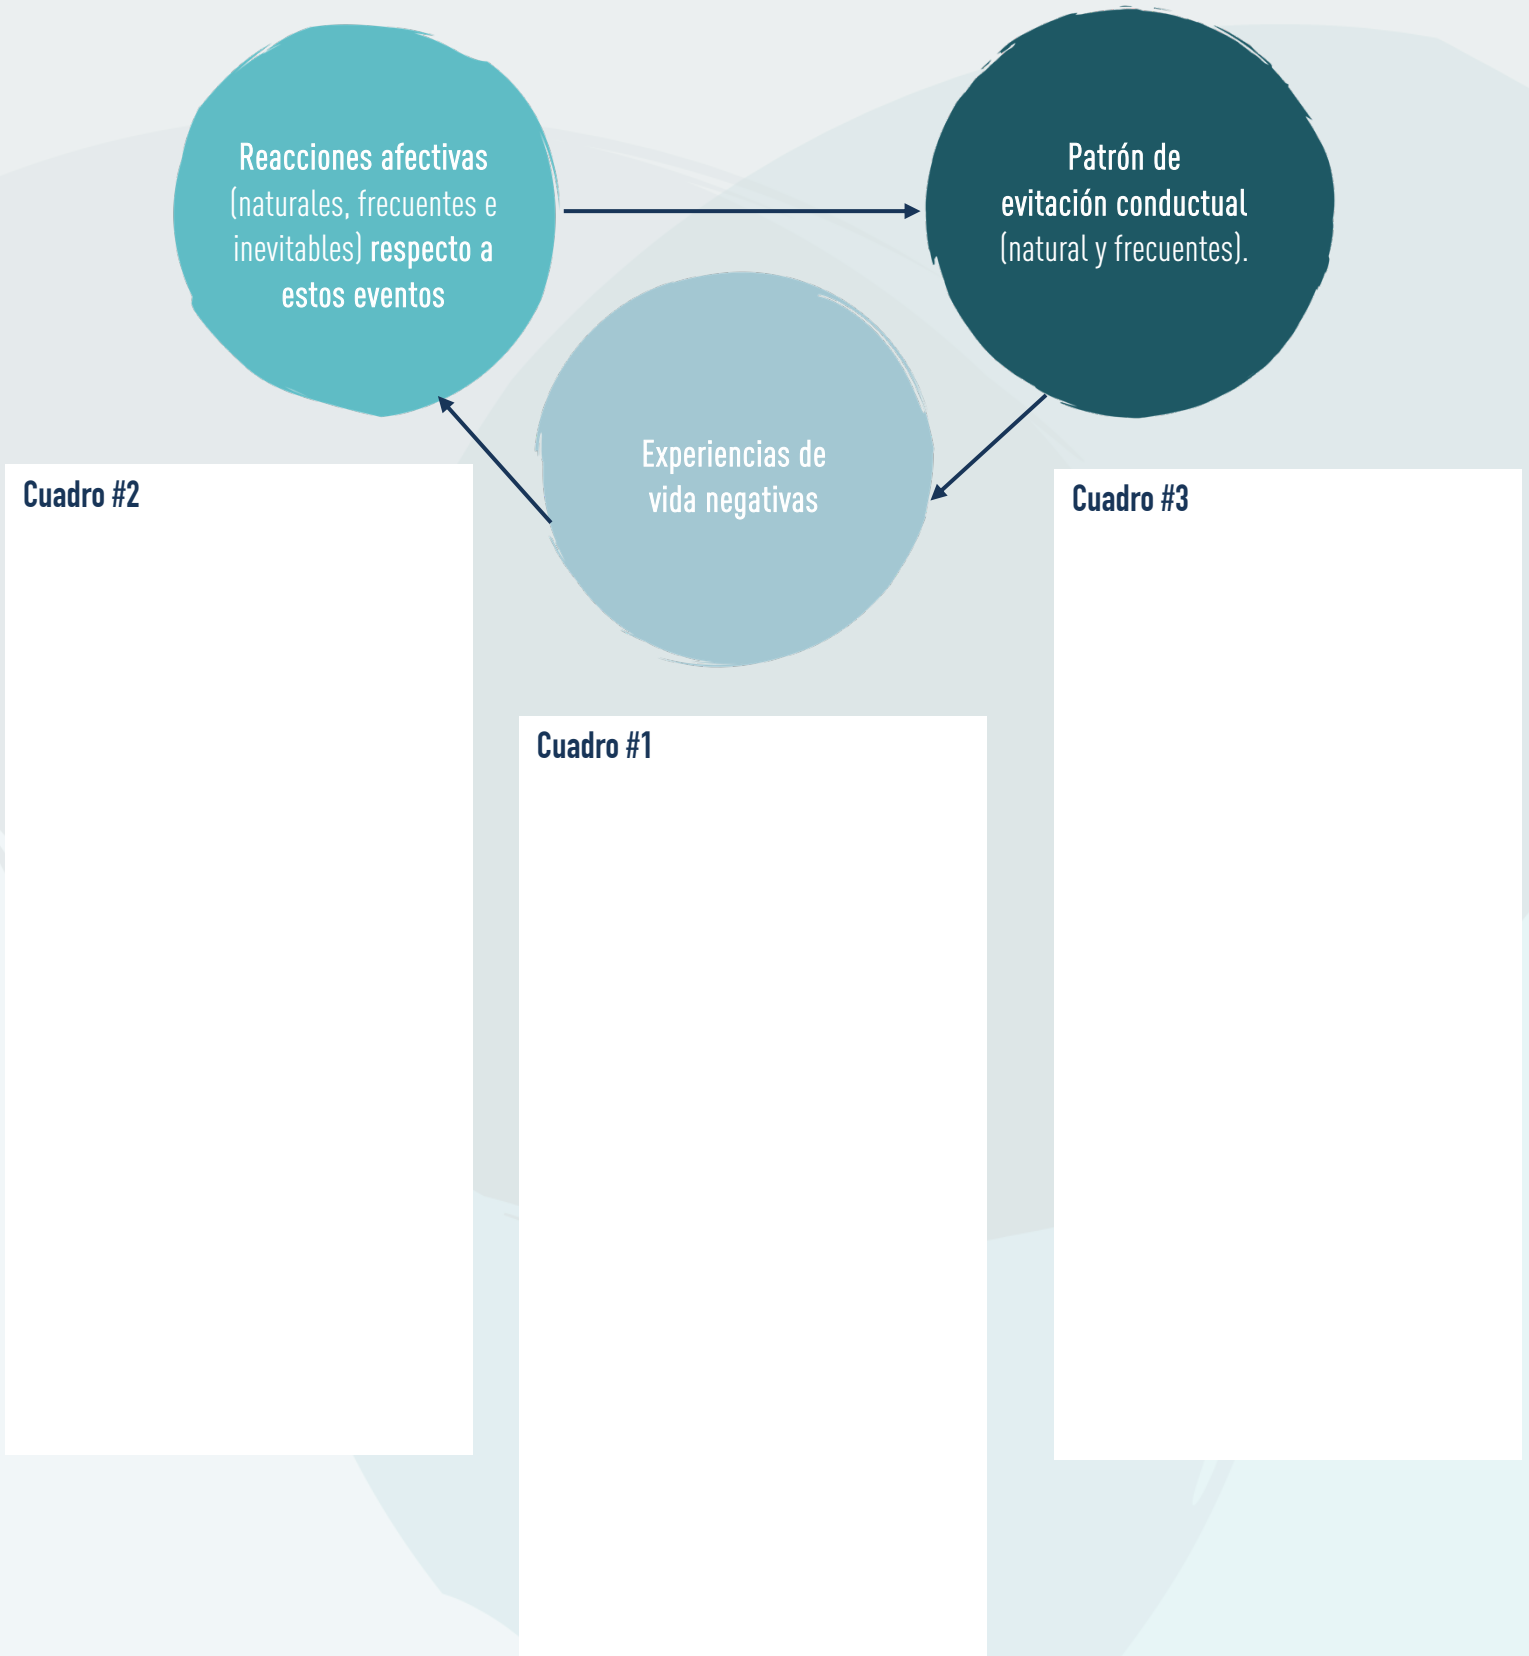 Reacciones afectivas
(naturales, frecuentes e
inevitables) respecto a
estos eventos
Patrón de
evitación conductual
(natural y frecuentes).
Experiencias de
vida negativas
Cuadro #2
Cuadro #3
Cuadro #1